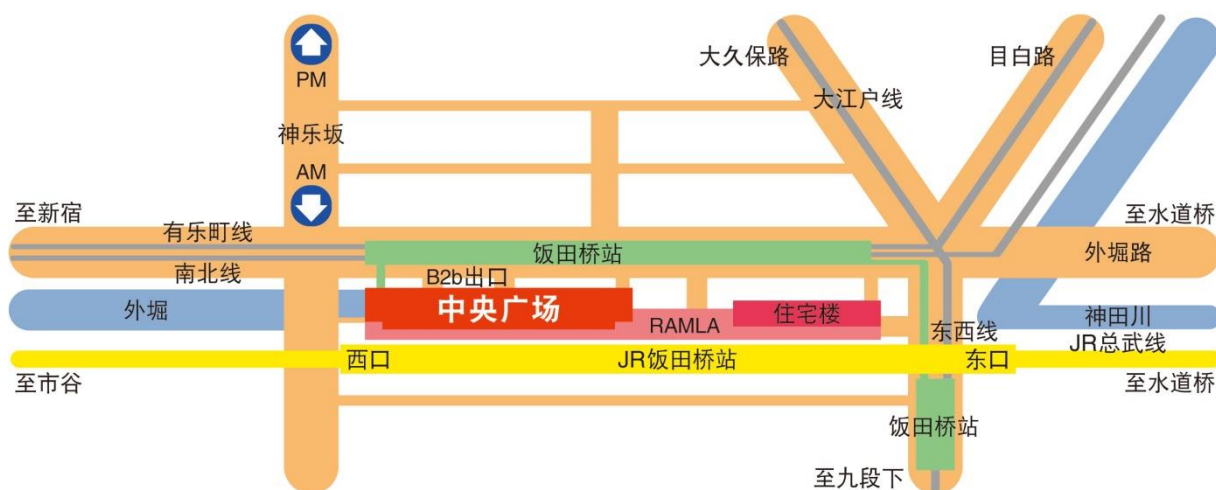 大久保路
目白路
PM
大江户线
神乐坂
AM
至新宿
至水道桥
有乐町线
饭田桥站
外堀路
南北线
B2b出口
外堀
中央广场
住宅楼
神田川
RAMLA
东西线
JR总武线
西口
JR饭田桥站
东口
至市谷
至水道桥
饭田桥站
至九段下